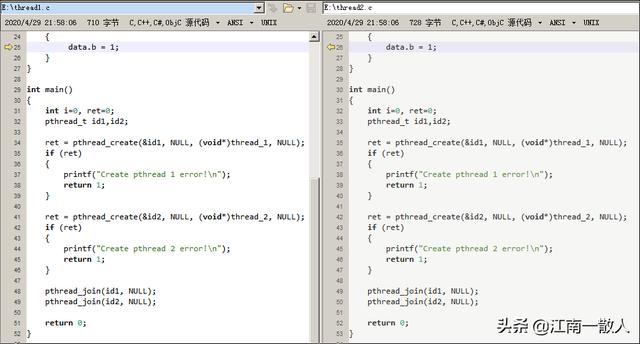 E:\thread1.c
2020/4/29 21:58:06 710 字节 C,C++,C#,ObjC 源代码 ▼ ANSI ▼ UNIX
24 {
25 data.b = 1;
26 }
27 }
28
29 int main()
30 {
31 int i=0, ret=0;
32 pthread_t id1,id2;
33
34 ret = pthread_create(&id1, NULL, (void*)thread_1, NULL);
35 if (ret)
36 {
37 printf("Create pthread 1 error!\n");
38 return 1;
39 }
40
41 ret = pthread_create(&id2, NULL, (void*)thread_2, NULL);
42 if (ret)
43 {
44 printf("Create pthread 2 error!\n");
45 return 1;
46 }
47
48 pthread_join(id1, NULL);
49 pthread_join(id2, NULL);
50
51 return 0;
52 }
E:\thread2.c
2020/4/29 21:58:06 728 字节 C,C++,C#,ObjC 源代码 ▼ ANSI ▼ UNIX
25 {
26 data.b = 1;
27 }
28 }
29
30 int main()
31 {
32 int i=0, ret=0;
33 pthread_t id1,id2;
34
35 ret = pthread_create(&id1, NULL, (void*)thread_1, NULL);
36 if (ret)
37 {
38 printf("Create pthread 1 error!\n");
39 return 1;
40 }
41
42 ret = pthread_create(&id2, NULL, (void*)thread_2, NULL);
43 if (ret)
44 {
45 printf("Create pthread 2 error!\n");
46 return 1;
47 }
48
49 pthread_join(id1, NULL);
50 pthread_join(id2, NULL);
51
52 return 0;
53 }
头条 @江南一散人